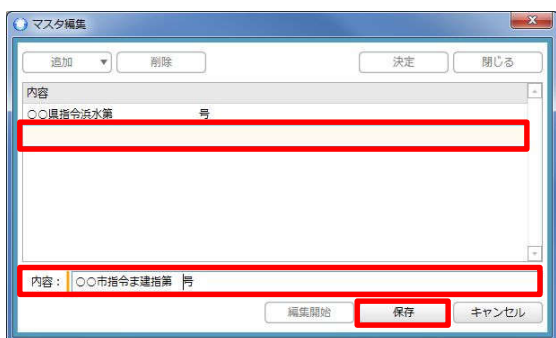 マスタ編集
追加 ▼ 削除 決定 閉じる
内容
○○県指令浜水第 号
内容： ○○市指令ま建指第 号
編集開始 保存 キャンセル